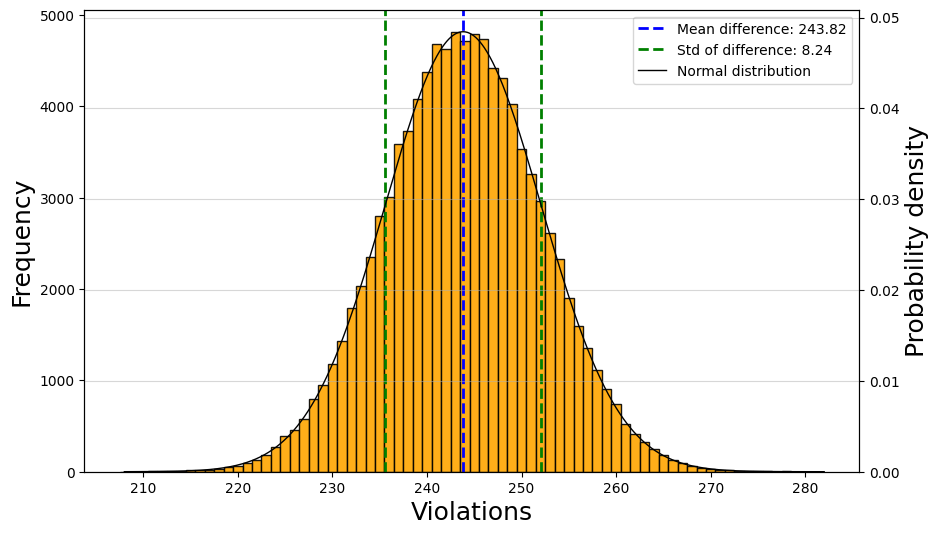 Mean difference: 243.82
Std of difference: 8.24
Normal distribution
Frequency
5000
4000
3000
2000
1000
0
0.05
0.04
0.03
0.02
0.01
0.00
Probability density
210 220 230 240 250 260 270 280
Violations